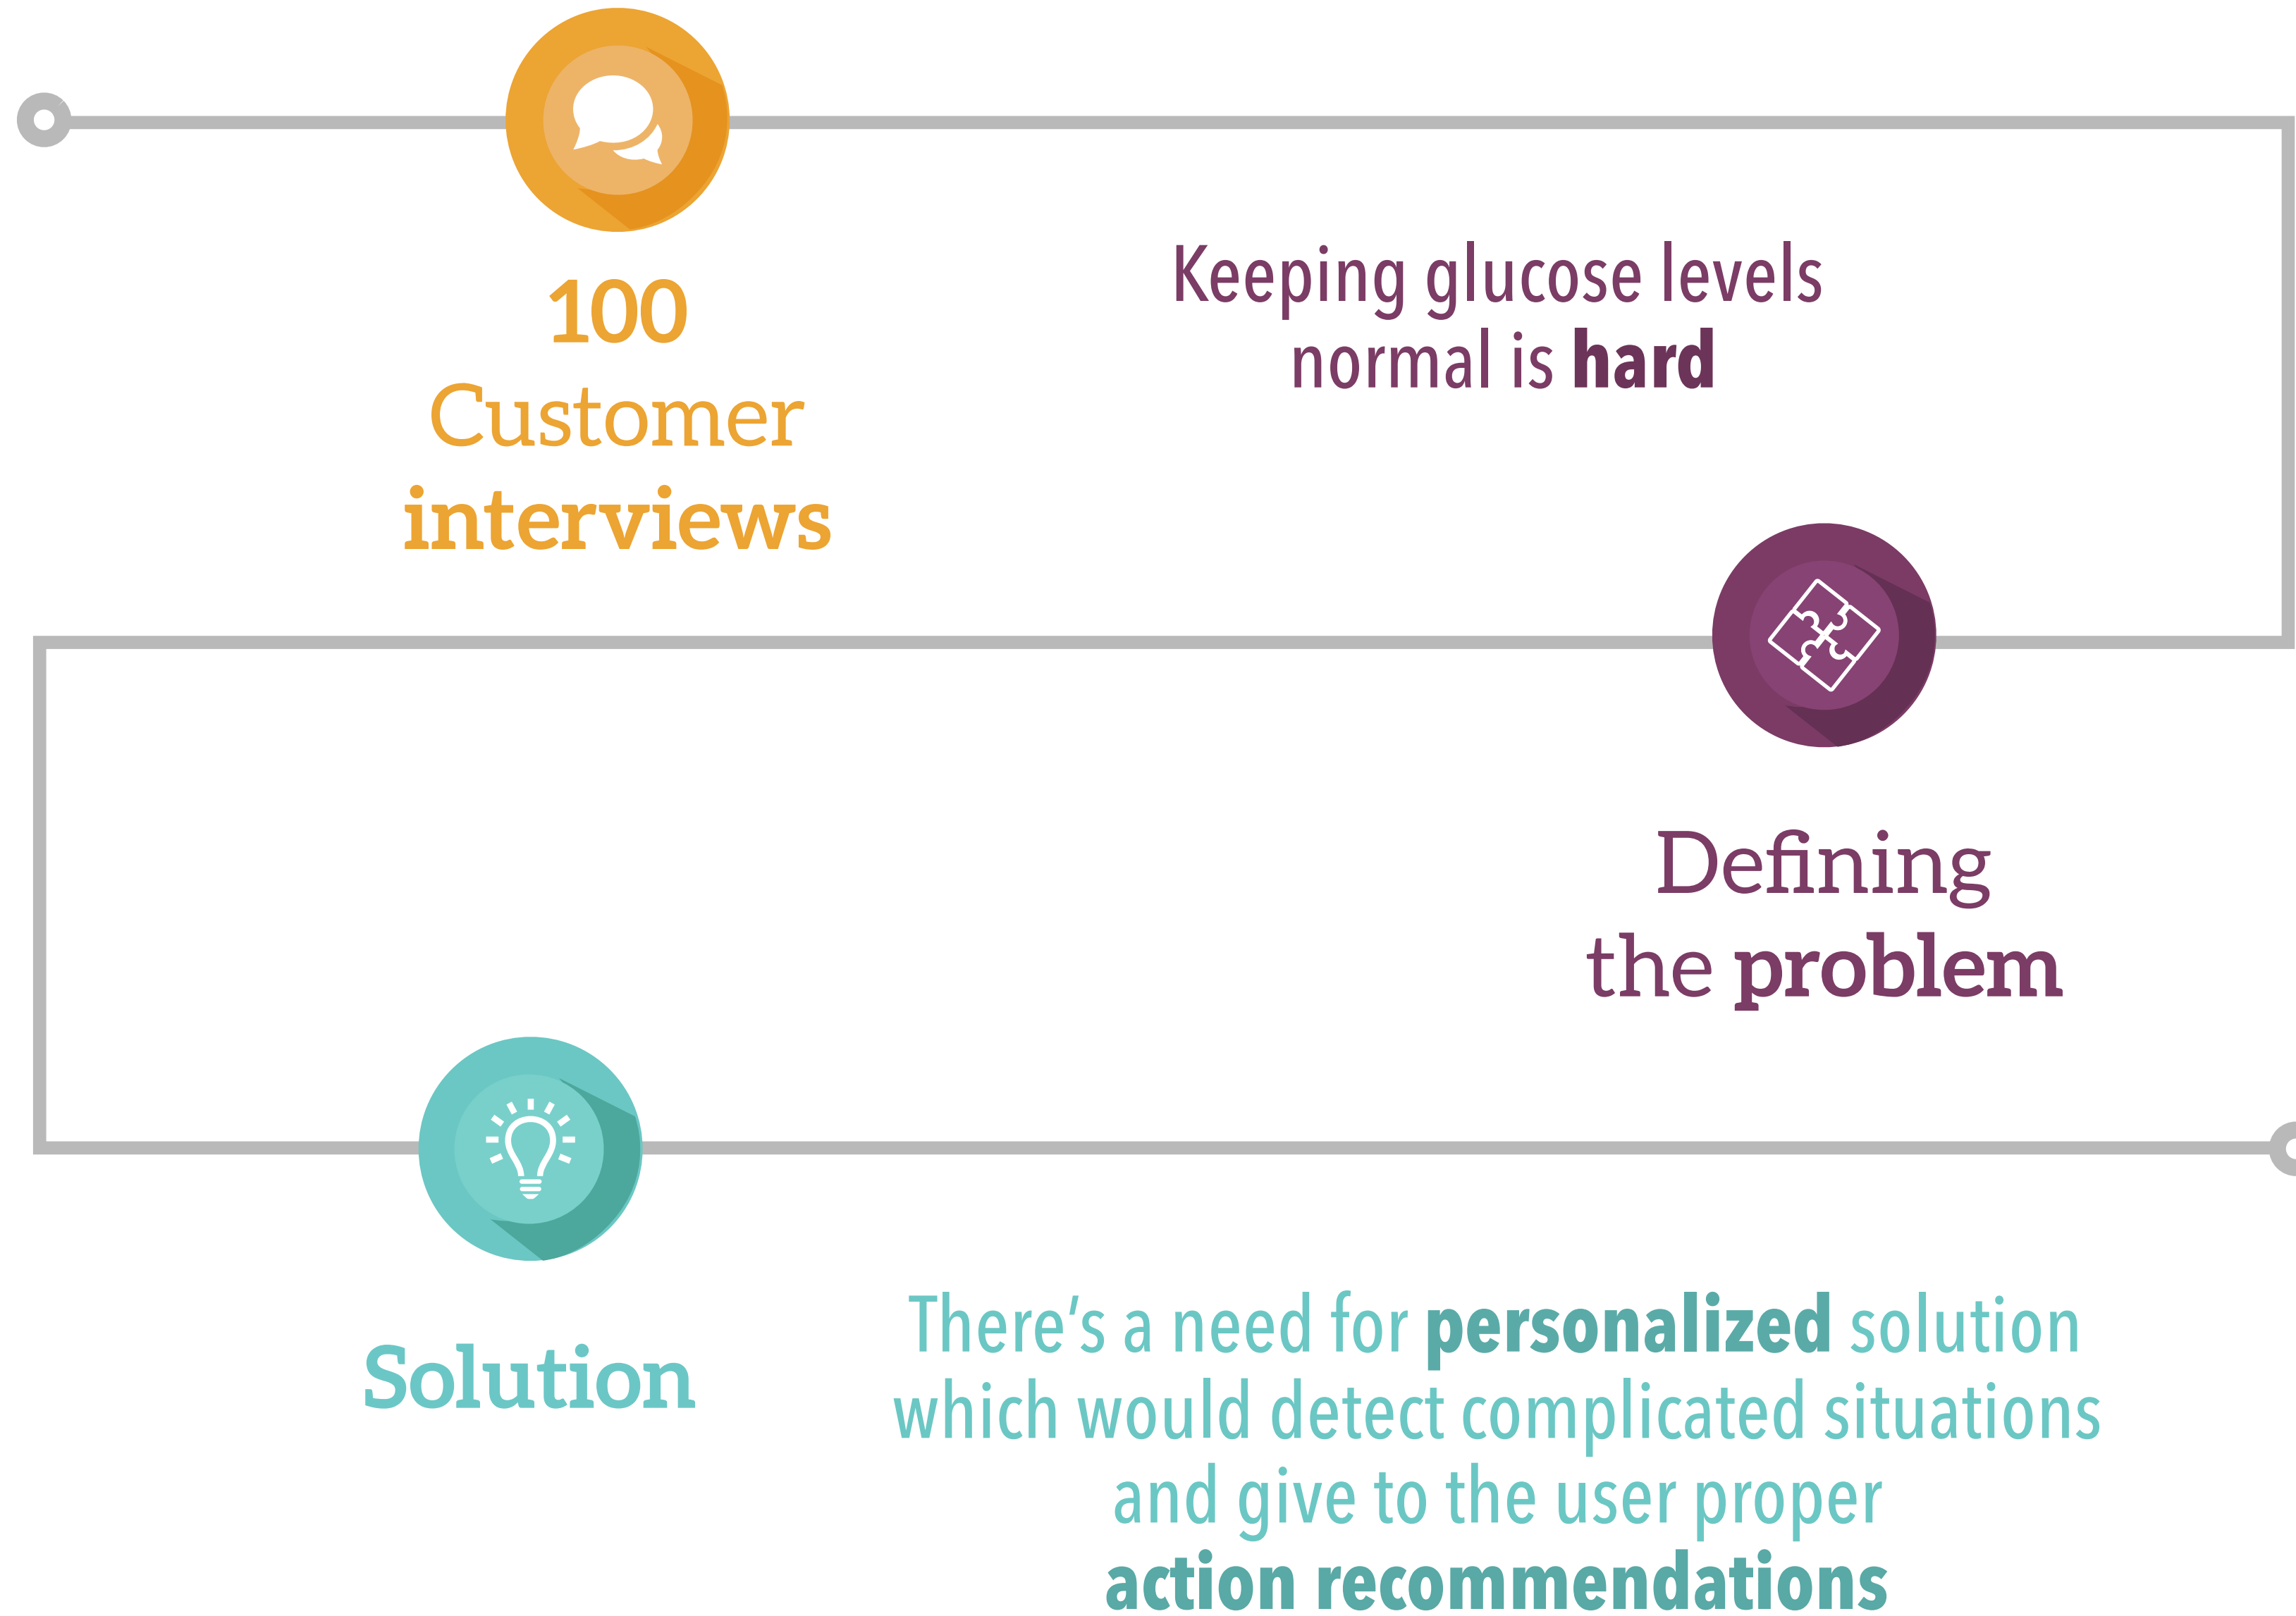 100
Customer
interviews
Keeping glucose levels
normal is hard
Defining
the problem
Solution
There's a need for personalized solution
which would detect complicated situations
and give to the user proper
action recommendations